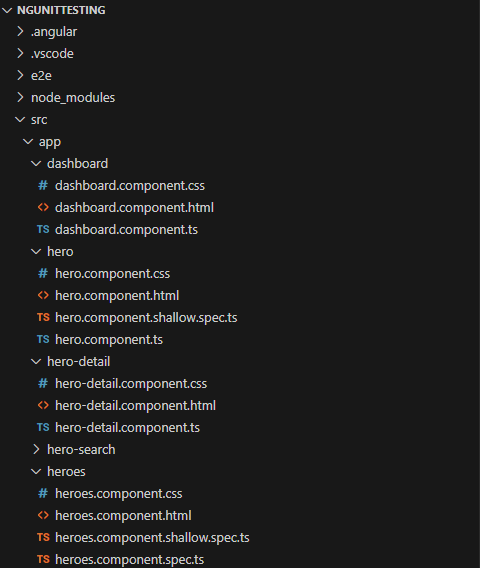 NGUNITTESTING
.angular
.vscode
e2e
node_modules
src
app
dashboard
# dashboard.component.css
<> dashboard.component.html
TS dashboard.component.ts
hero
# hero.component.css
<> hero.component.html
TS hero.component.shallow.spec.ts
TS hero.component.ts
hero-detail
# hero-detail.component.css
<> hero-detail.component.html
TS hero-detail.component.ts
hero-search
heroes
# heroes.component.css
<> heroes.component.html
TS heroes.component.shallow.spec.ts
TS heroes.component.spec.ts